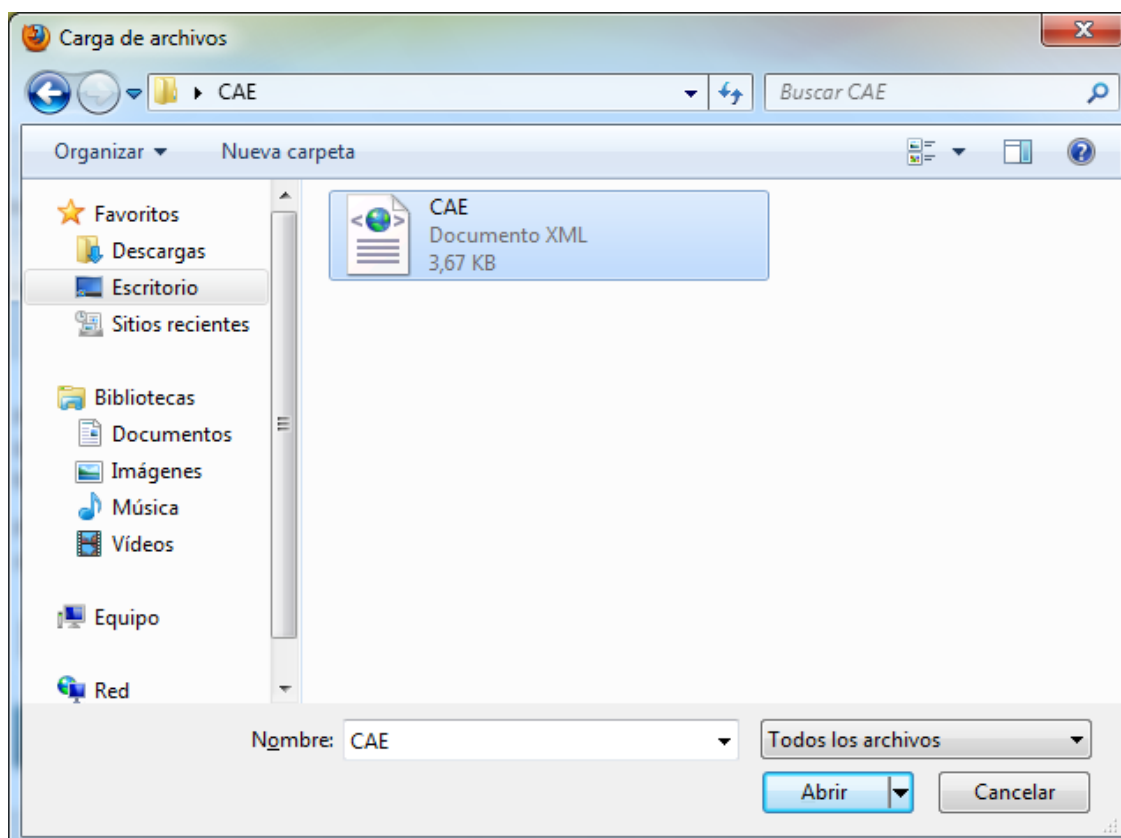 Carga de archivos
CAE
Buscar CAE
Organizar
Nueva carpeta
Favoritos
Descargas
Escritorio
Sitios recientes
Bibliotecas
Documentos
Imágenes
Música
Vídeos
Equipo
Red
CAE
Documento XML
3,67 KB
Nombre: CAE
Todos los archivos
Abrir
Cancelar